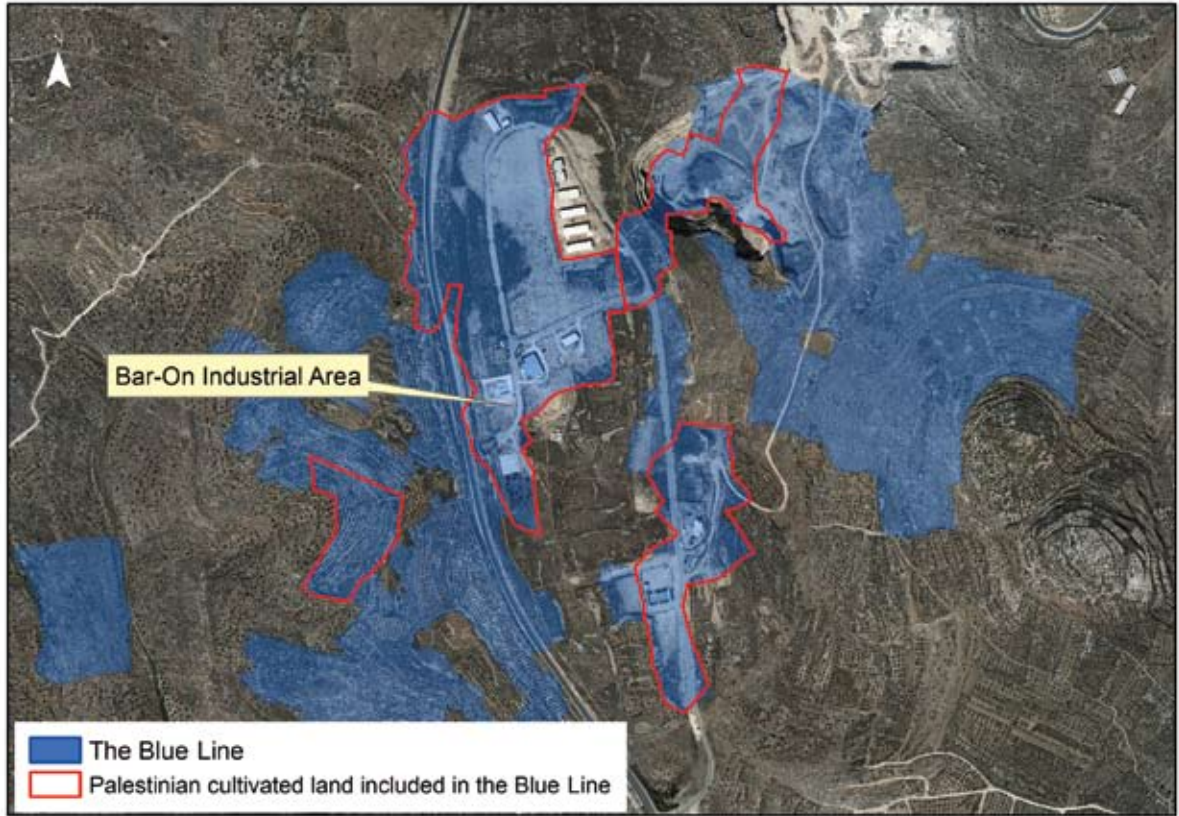 Bar-On Industrial Area
The Blue Line
Palestinian cultivated land included in the Blue Line